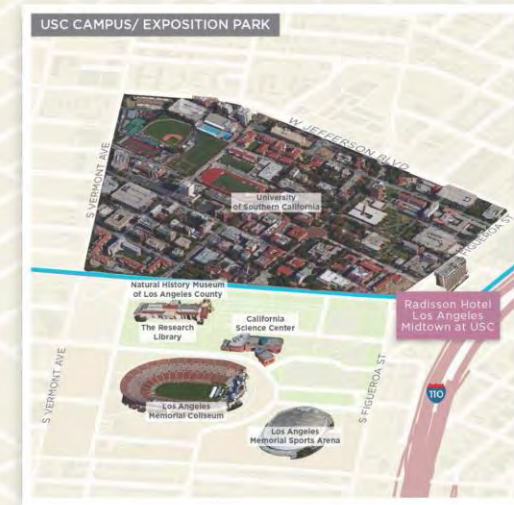 USC CAMPUS/ EXPOSITION PARK
W JEFFERSON BLVD
S VERMONT AVE
University
of Southern California
FIGUEROA ST
Natural History Museum
of Los Angeles County
Radisson Hotel
Los Angeles
Midtown at USC
The Research
Library
California
Science Center
S VERMONT AVE
S FIGUEROA ST
110
Los Angeles
Memorial Coliseum
Los Angeles
Memorial Sports Arena